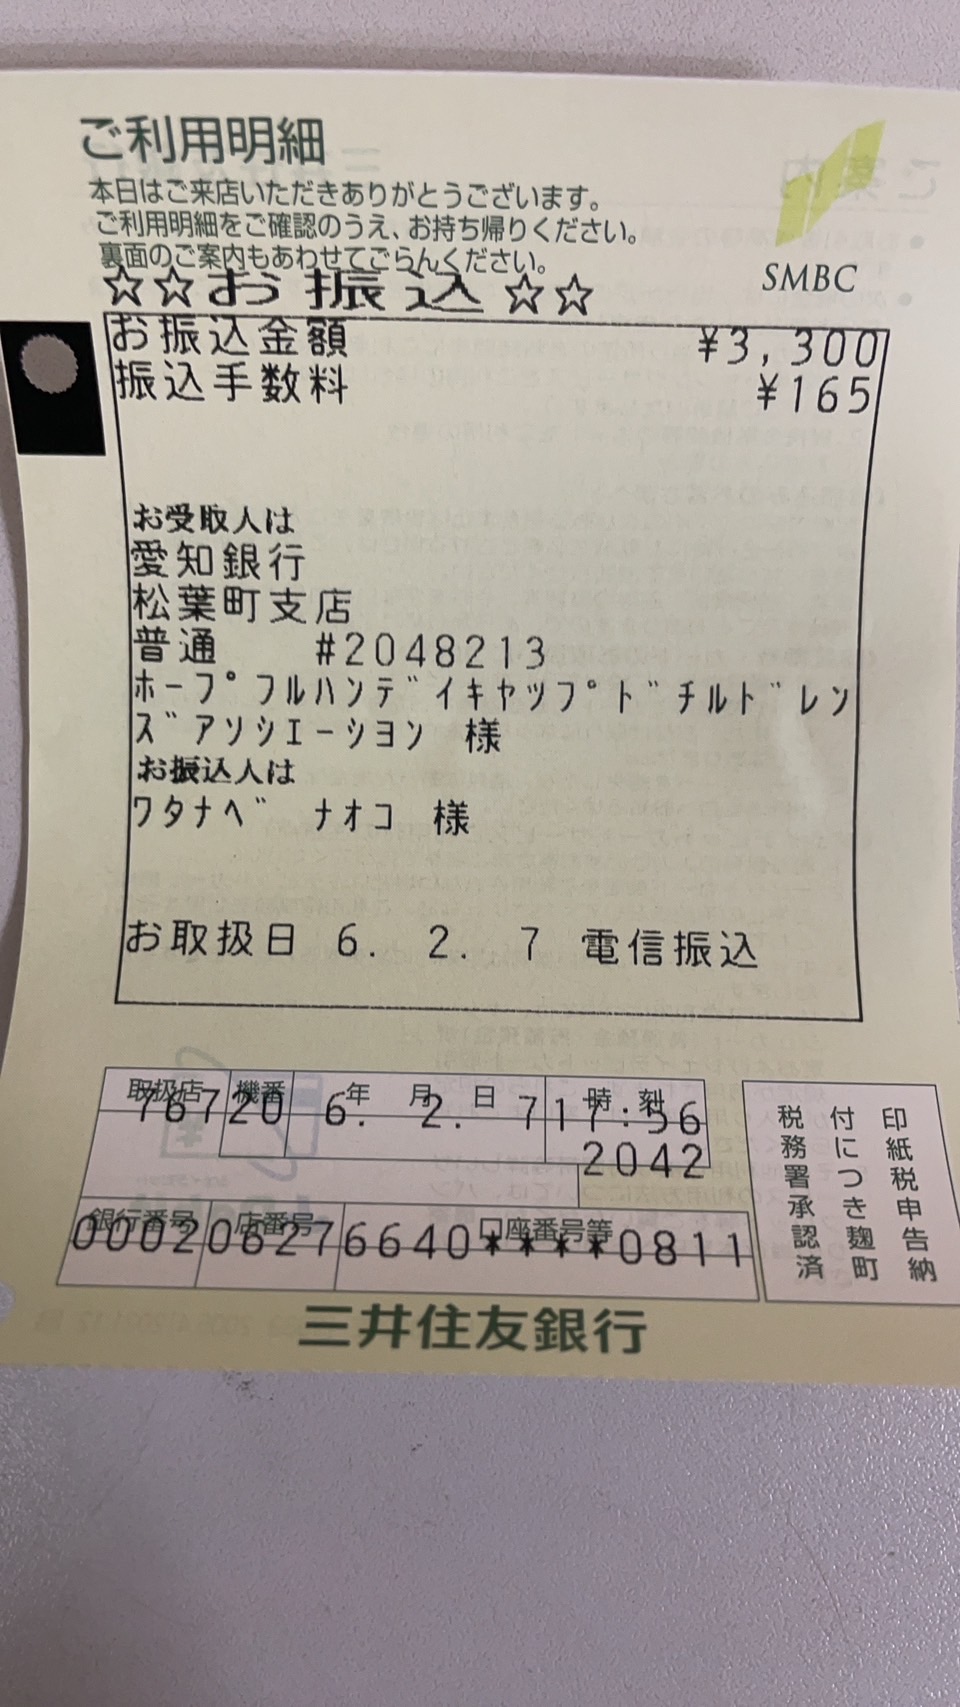 ご利用明細
本日はご来店いただきありがとうございます。
ご利用明細をご確認のうえ、お持ち帰りください。
裏面のご案内もあわせてごらんください。
SMBC
☆☆お振込☆☆
お振込金額 ¥3,300
振込手数料 ¥165
お受取人は
愛知銀行
松葉町支店
普通 #2048213
ホープフルハンディキャップドチルドレン
ズアソシエーション 様
お振込人は
ワタナベ ナオコ 様
お取扱日 6. 2. 7 電信振込
取扱店 機番 年 月 日 時刻
767 20 6. 2. 7 17:56
2042
銀行番号 店番号 口座番号等
0002 0627 6640****0811
印紙税申告納
付につき麹町
税務署承認済
三井住友銀行